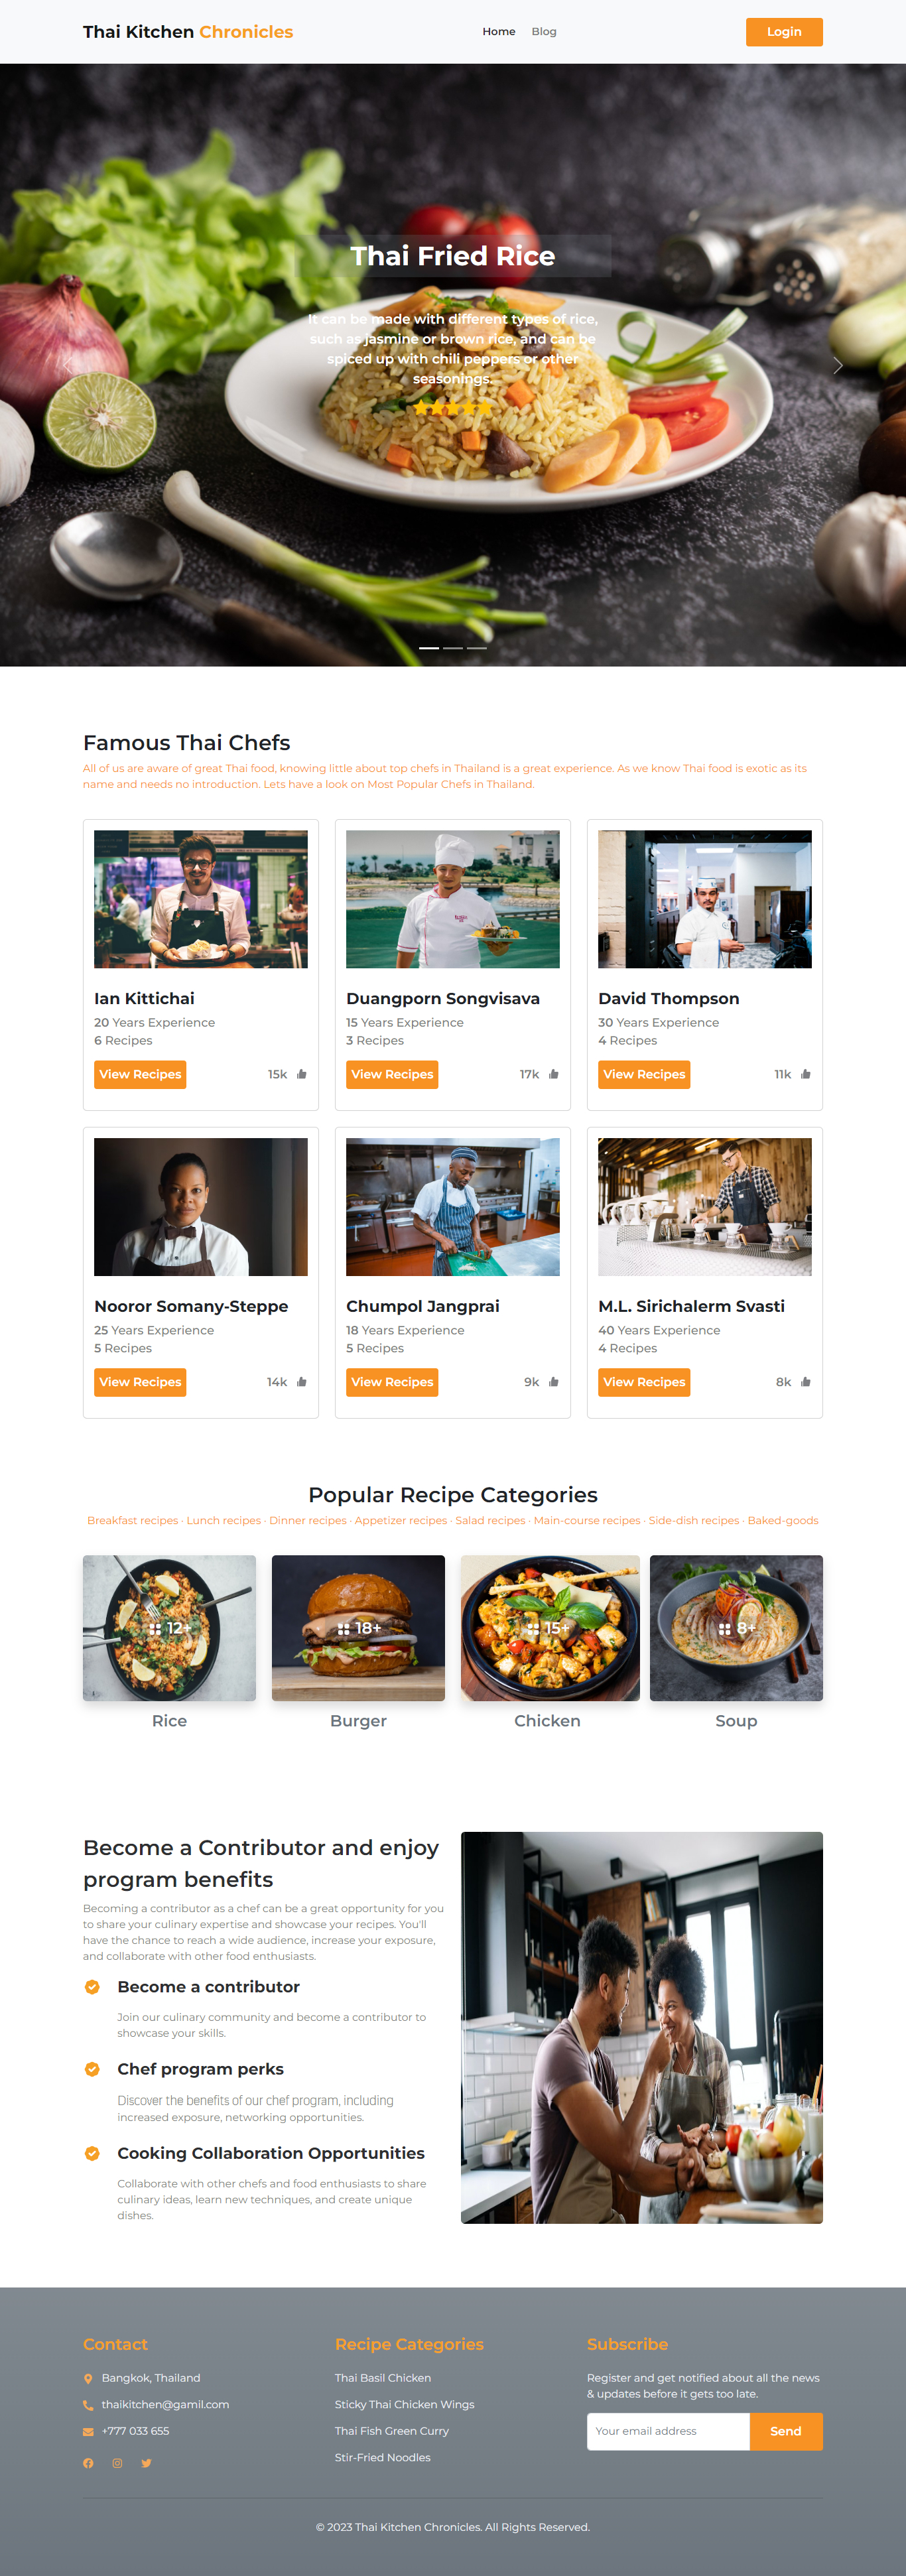 Thai Kitchen Chronicles
Home Blog
Login
Thai Fried Rice
It can be made with different types of rice,
such as jasmine or brown rice, and can be
spiced up with chili peppers or other
seasonings.
Famous Thai Chefs
All of us are aware of great Thai food, knowing little about top chefs in Thailand is a great experience. As we know Thai food is exotic as its
name and needs no introduction. Lets have a look on Most Popular Chefs in Thailand.
Ian Kittichai
20 Years Experience
6 Recipes
View Recipes 15k
Duangporn Songvisava
15 Years Experience
3 Recipes
View Recipes 17k
David Thompson
30 Years Experience
4 Recipes
View Recipes 11k
Nooror Somany-Steppe
25 Years Experience
5 Recipes
View Recipes 14k
Chumpol Jangprai
18 Years Experience
5 Recipes
View Recipes 9k
M.L. Sirichalerm Svasti
40 Years Experience
4 Recipes
View Recipes 8k
Popular Recipe Categories
Breakfast recipes · Lunch recipes · Dinner recipes · Appetizer recipes · Salad recipes · Main-course recipes · Side-dish recipes · Baked-goods
12+
Rice
18+
Burger
15+
Chicken
8+
Soup
Become a Contributor and enjoy
program benefits
Becoming a contributor as a chef can be a great opportunity for you
to share your culinary expertise and showcase your recipes. You'll
have the chance to reach a wide audience, increase your exposure,
and collaborate with other food enthusiasts.
Become a contributor
Join our culinary community and become a contributor to
showcase your skills.
Chef program perks
Discover the benefits of our chef program, including
increased exposure, networking opportunities.
Cooking Collaboration Opportunities
Collaborate with other chefs and food enthusiasts to share
culinary ideas, learn new techniques, and create unique
dishes.
Contact
Bangkok, Thailand
thaikitchen@gamil.com
+777 033 655
Recipe Categories
Thai Basil Chicken
Sticky Thai Chicken Wings
Thai Fish Green Curry
Stir-Fried Noodles
Subscribe
Register and get notified about all the news
& updates before it gets too late.
Your email address
Send
© 2023 Thai Kitchen Chronicles. All Rights Reserved.